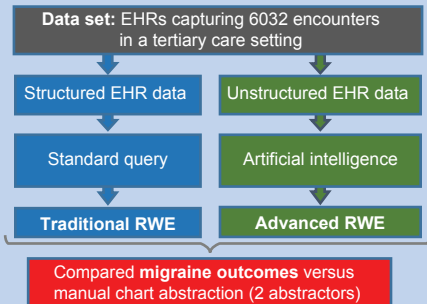 Data set: EHRs capturing 6032 encounters
in a tertiary care setting
Structured EHR data
Unstructured EHR data
Standard query
Artificial intelligence
Traditional RWE
Advanced RWE
Compared migraine outcomes versus
manual chart abstraction (2 abstractors)